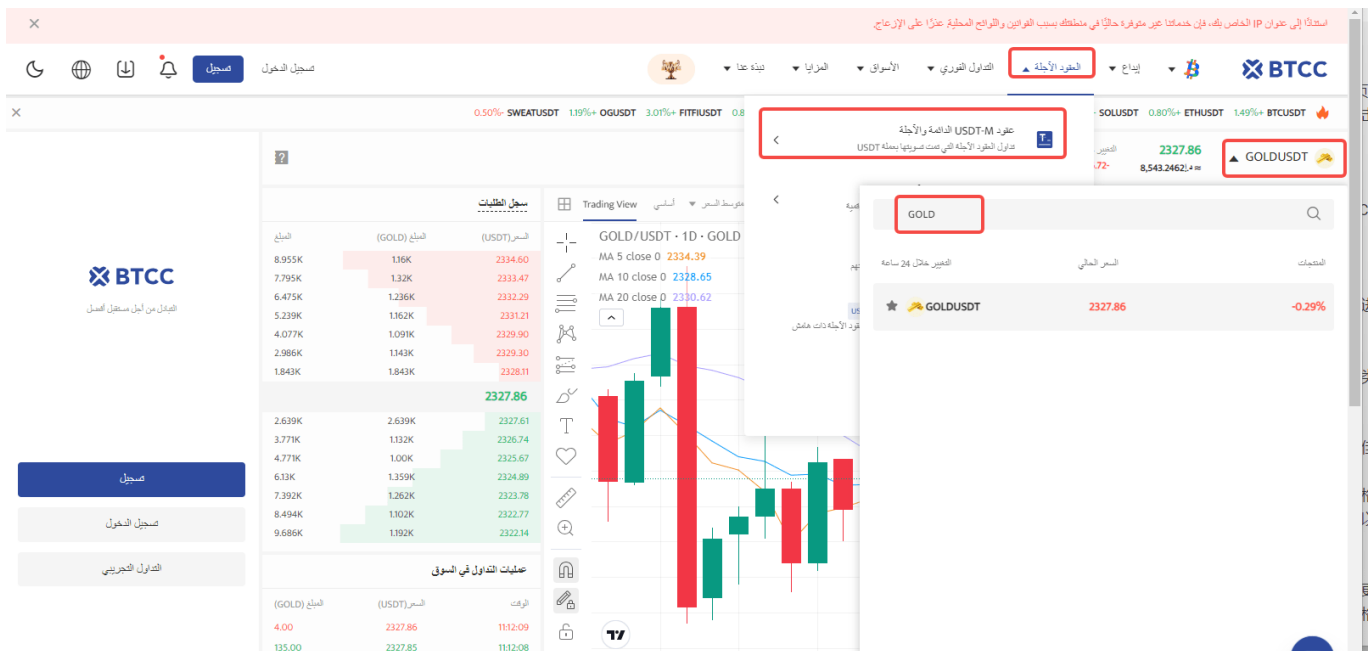 استنادًا إلى عنوان IP الخاص بك، فإن خدماتنا غير متوفرة حاليًا في منطقتك بسبب القوانين واللوائح المحلية. عذرًا على الإزعاج.
BTCC
إيداع
العقود الآجلة
التداول الفوري
الأسواق
المزايا
نبذة عنا
تسجيل الدخول
تسجيل
BTCUSDT +1.49%
ETHUSDT +0.80%
SOLUSDT -
FITFIUSDT 3.01%
OGUSDT +1.19%
SWEATUSDT -0.50%
GOLDUSDT
2327.86
≈ د.إ8,543.2462
التغيير
عقود USDT-M الدائمة والآجلة
تداول العقود الآجلة التي تمت تسويتها بعملة USDT
GOLD
المنتجات
السعر الحالي
التغيير خلال 24 ساعة
GOLDUSDT
2327.86
-0.29%
عقود الآجلة ذات هامش
أساسي
متوسط السعر
Trading View
GOLD/USDT · 1D · GOLD
MA 5 close 0 2334.39
MA 10 close 0 2328.65
MA 20 close 0 2330.62
سجل الطلبات
السعر(USDT) المبلغ (GOLD) المبلغ
2334.60 1.16K 8.955K
2333.47 1.32K 7.795K
2332.29 1.236K 6.475K
2331.21 1.162K 5.239K
2329.90 1.091K 4.077K
2329.30 1.143K 2.986K
2328.11 1.843K 1.843K
2327.86
2327.61 2.639K 2.639K
2326.74 1.132K 3.771K
2325.67 1.00K 4.771K
2324.89 1.359K 6.13K
2323.78 1.262K 7.392K
2322.77 1.102K 8.494K
2322.14 1.192K 9.686K
عمليات التداول في السوق
الوقت السعر(USDT) المبلغ (GOLD)
11:12:09 2327.86 4.00
11:12:08 2327.85 135.00
BTCC
التبادل من أجل مستقبل أفضل
تسجيل
تسجيل الدخول
التداول التجريبي